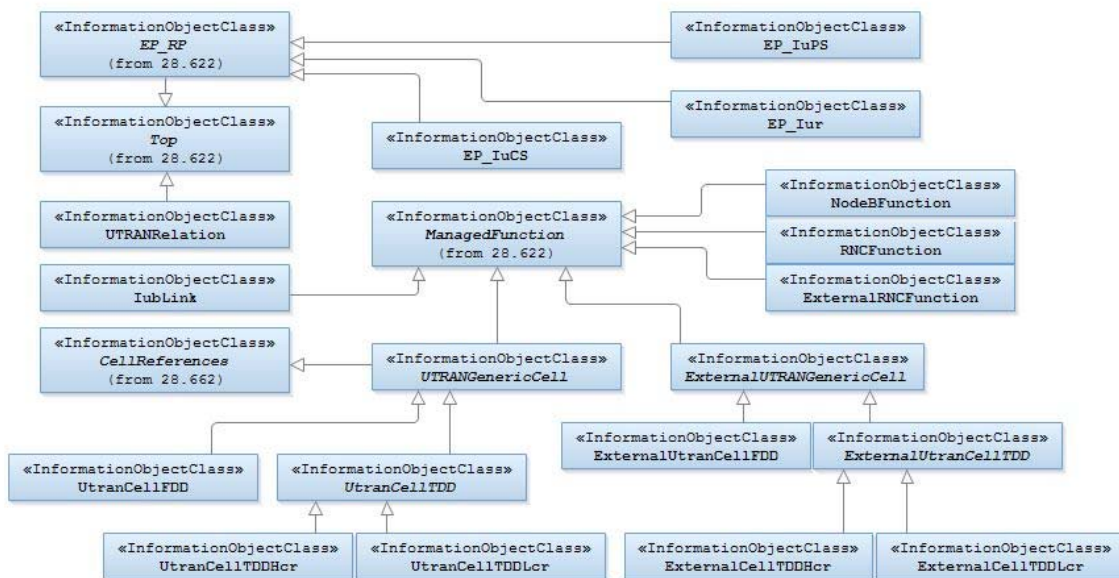 «InformationObjectClass»
EP_RP
(from 28.622)
«InformationObjectClass»
EP_IuPS
«InformationObjectClass»
Top
(from 28.622)
«InformationObjectClass»
EP_IuCS
«InformationObjectClass»
EP_Iur
«InformationObjectClass»
UTRANRelation
«InformationObjectClass»
ManagedFunction
(from 28.622)
«InformationObjectClass»
NodeBFunction
«InformationObjectClass»
RNCFunction
«InformationObjectClass»
ExternalRNCFunction
«InformationObjectClass»
IubLink
«InformationObjectClass»
CellReferences
(from 28.662)
«InformationObjectClass»
UTRANGenericCell
«InformationObjectClass»
ExternalUTRANGenericCell
«InformationObjectClass»
UtranCellFDD
«InformationObjectClass»
UtranCellTDD
«InformationObjectClass»
ExternalUtranCellFDD
«InformationObjectClass»
ExternalUtranCellTDD
«InformationObjectClass»
UtranCellTDDHcr
«InformationObjectClass»
UtranCellTDDLcr
«InformationObjectClass»
ExternalCellTDDHcr
«InformationObjectClass»
ExternalCellTDDLcr